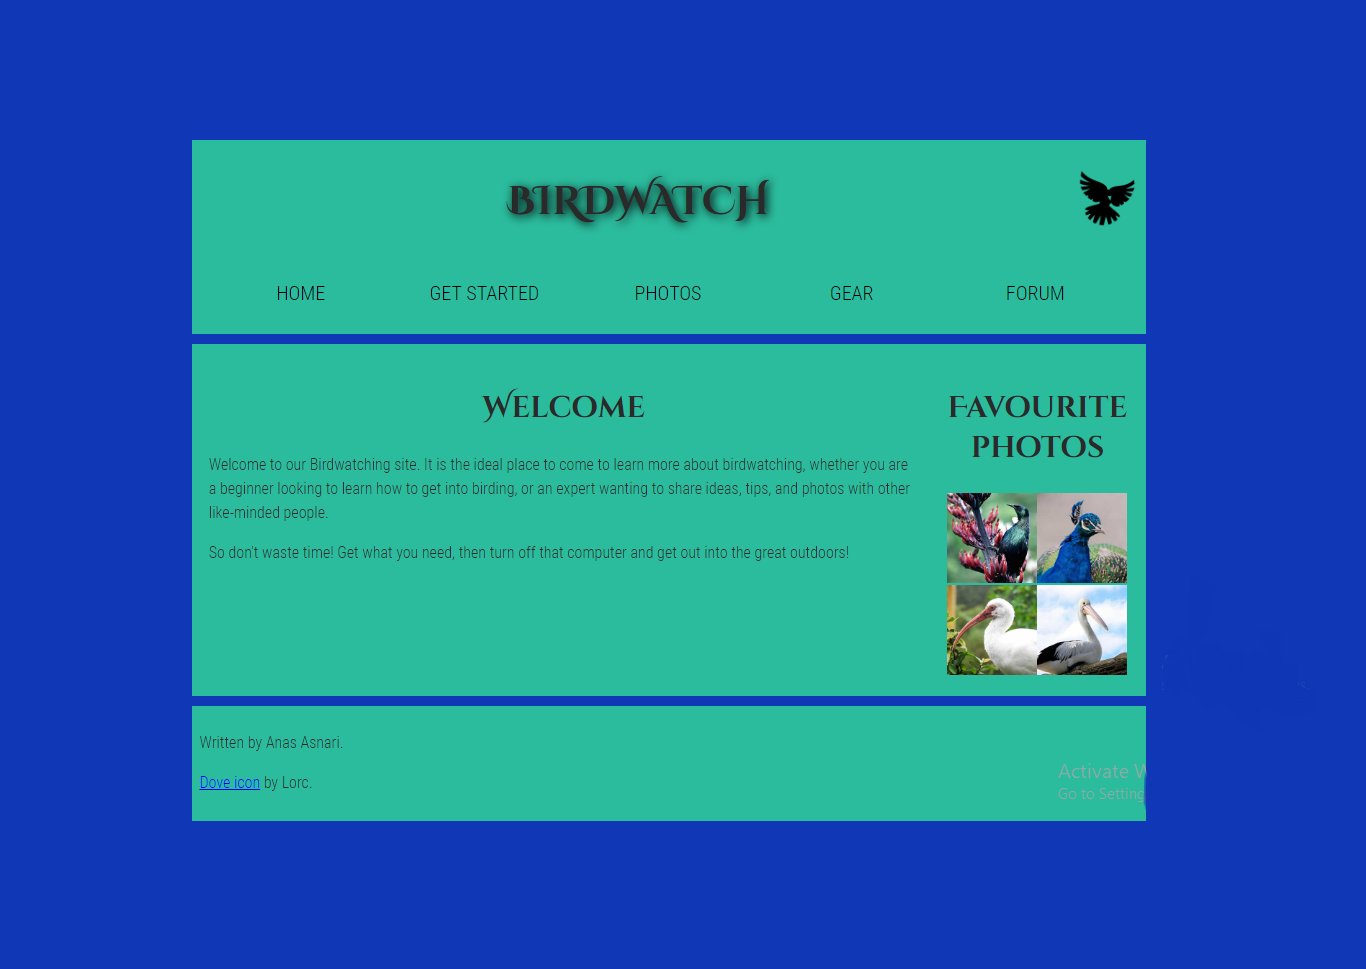 BIRDWATCH
HOME GET STARTED PHOTOS GEAR FORUM
Welcome
Welcome to our Birdwatching site. It is the ideal place to come to learn more about birdwatching, whether you are
a beginner looking to learn how to get into birding, or an expert wanting to share ideas, tips, and photos with other
like-minded people.
So don't waste time! Get what you need, then turn off that computer and get out into the great outdoors!
Favourite
photos
Written by Anas Asnari.
Dove icon by Lorc.
Activate W
Go to Setting